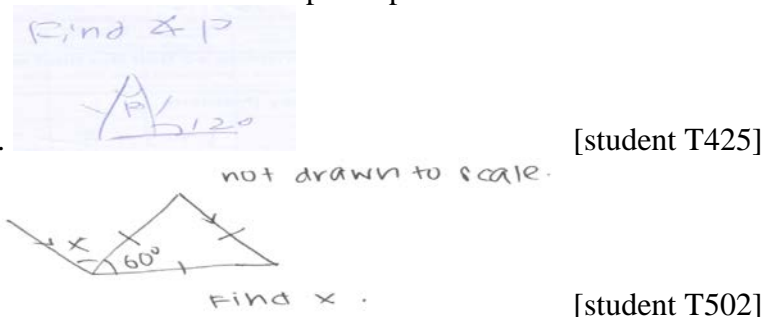 Find ∡ P
P
120
[student T425]
not drawn to scale.
x
60°
Find x .
[student T502]